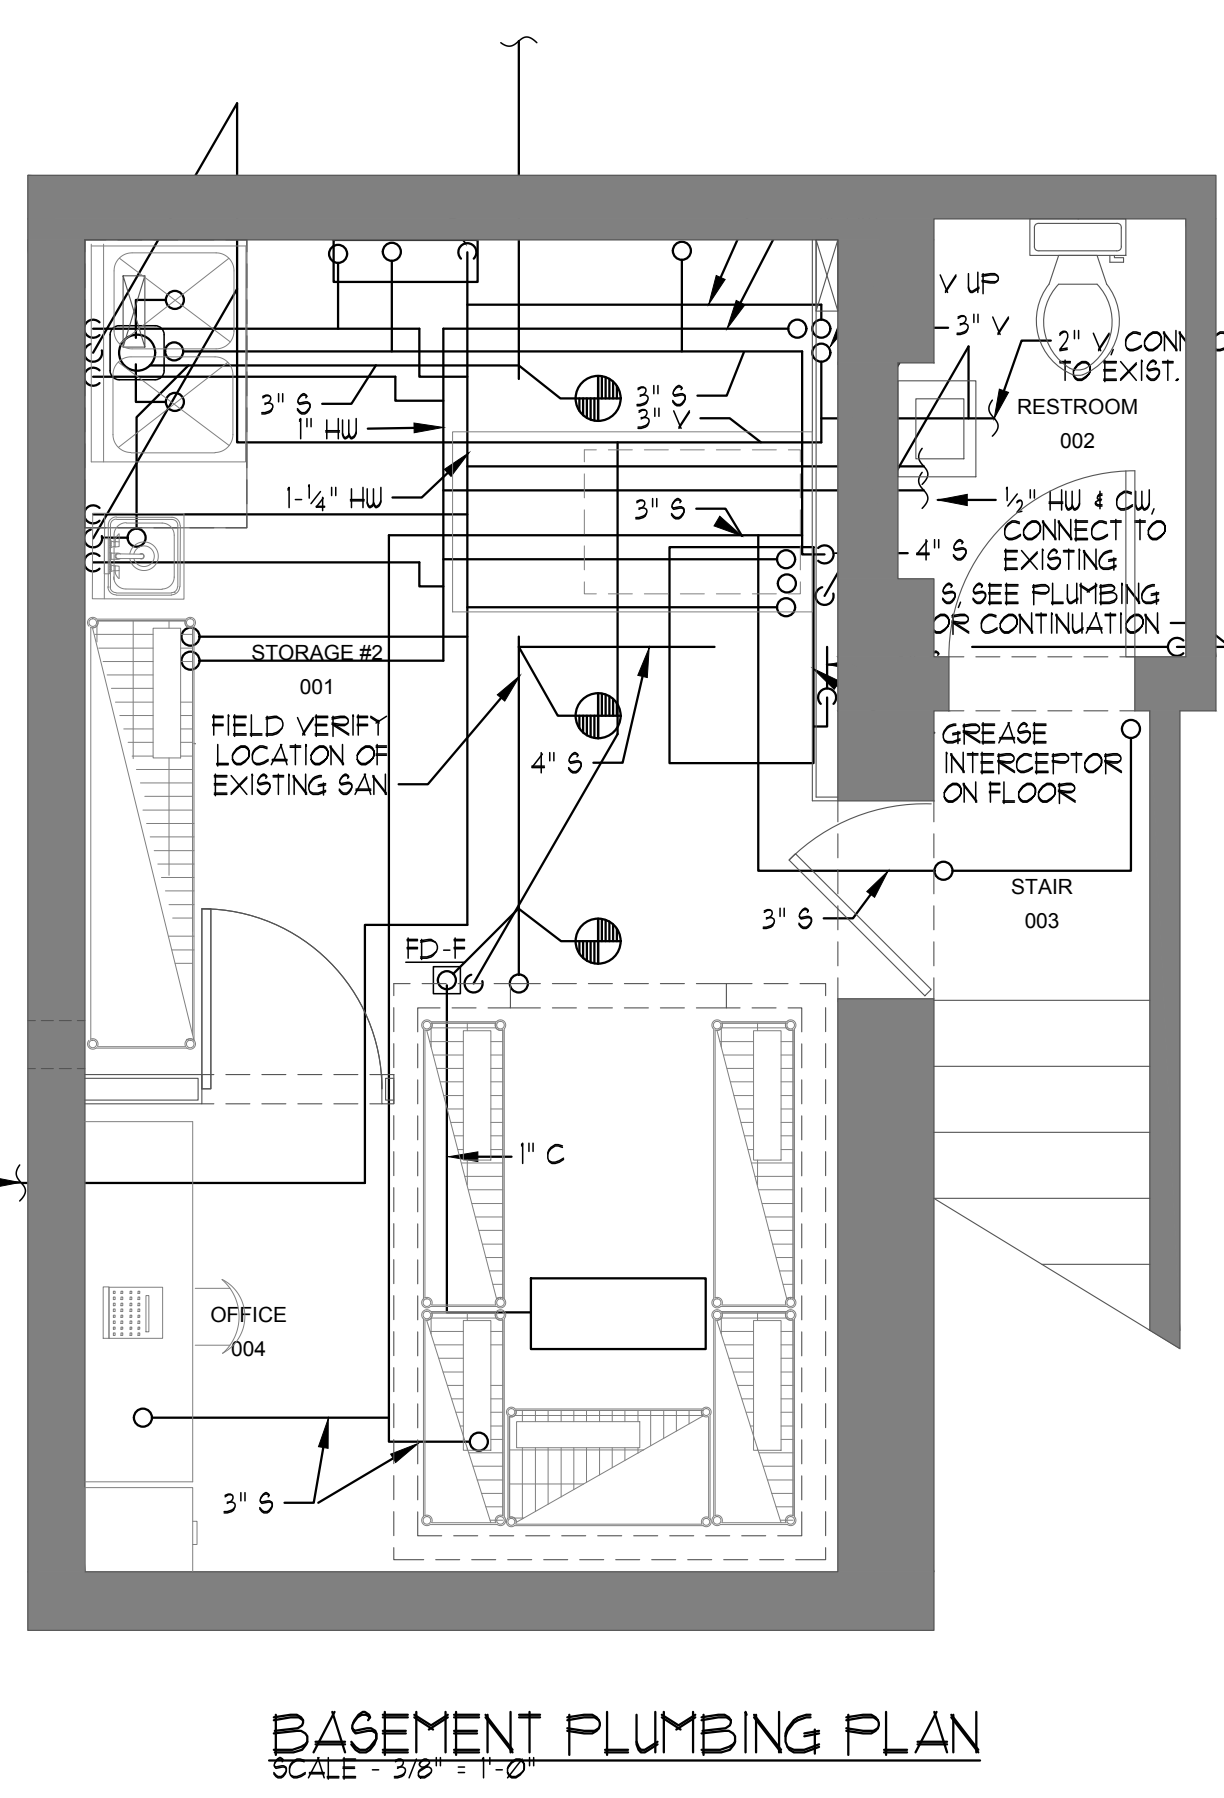 V UP
3" V
2" V, CONN
TO EXIST.
RESTROOM
002
3" S
1" HW
3" S
3" V
1-1/4" HW
3" S
1/2" HW & CW,
CONNECT TO
EXISTING
4" S
S, SEE PLUMBING
OR CONTINUATION
STORAGE #2
001
FIELD VERIFY
LOCATION OF
EXISTING SAN
4" S
GREASE
INTERCEPTOR
ON FLOOR
STAIR
003
3" S
FD-F
1" C
OFFICE
004
3" S
BASEMENT PLUMBING PLAN
SCALE - 3/8" = 1'-0"